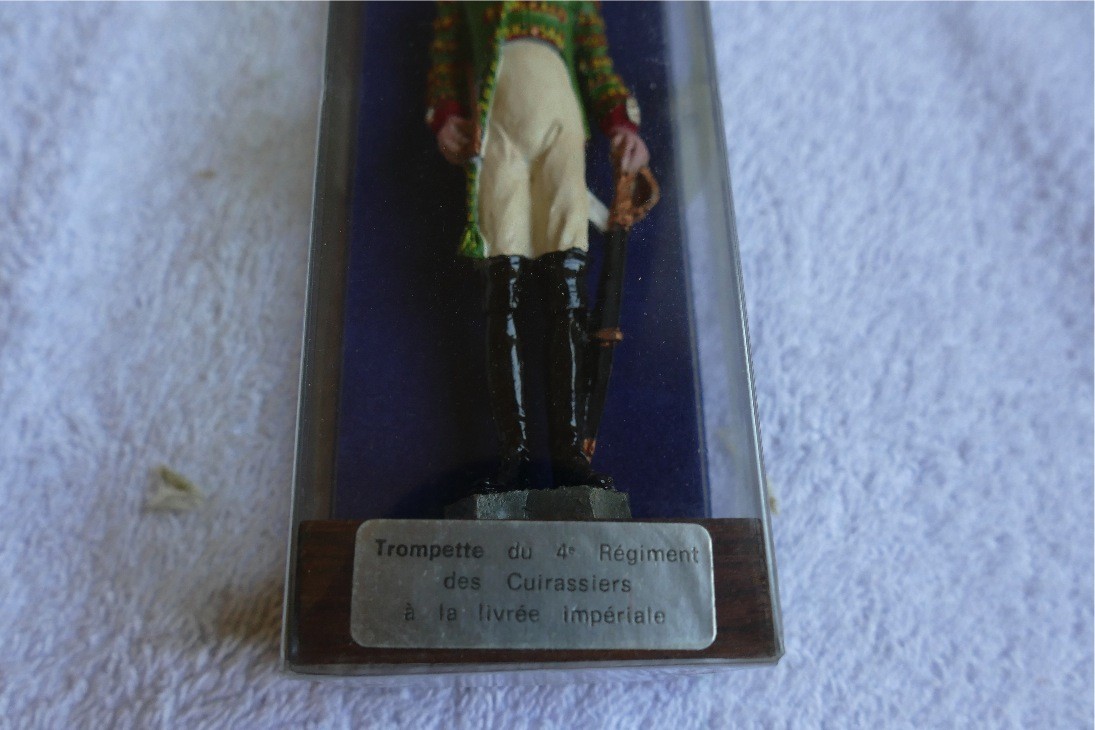 Trompette du 4e Régiment
des Cuirassiers
à la livrée impériale